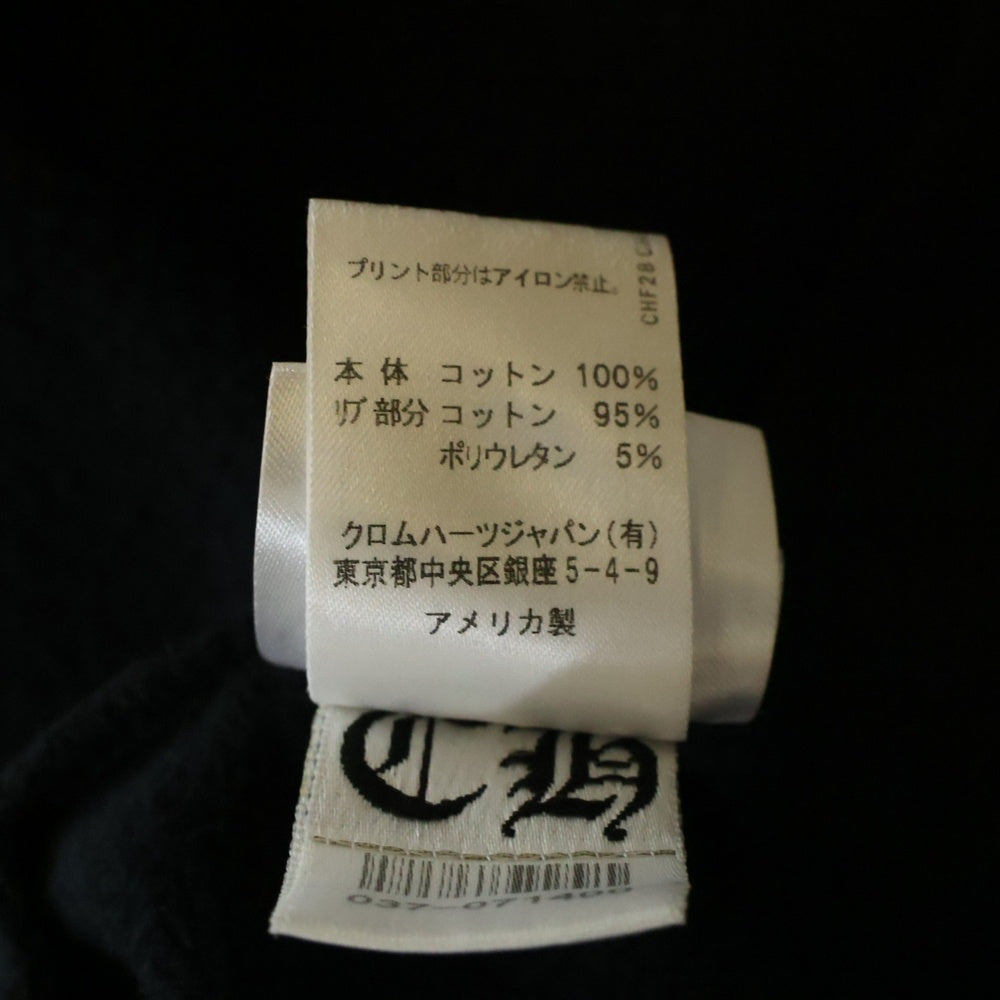 プリント部分はアイロン禁止。
CHF28
本体 コットン 100%
リブ部分 コットン 95%
ポリウレタン 5%
クロムハーツジャパン(有)
東京都中央区銀座5-4-9
アメリカ製
CH